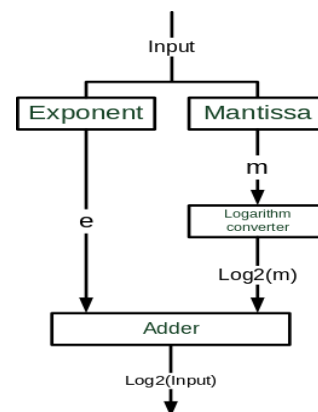 Input
Exponent
Mantissa
m
e
Logarithm
converter
Log2(m)
Adder
Log2(Input)